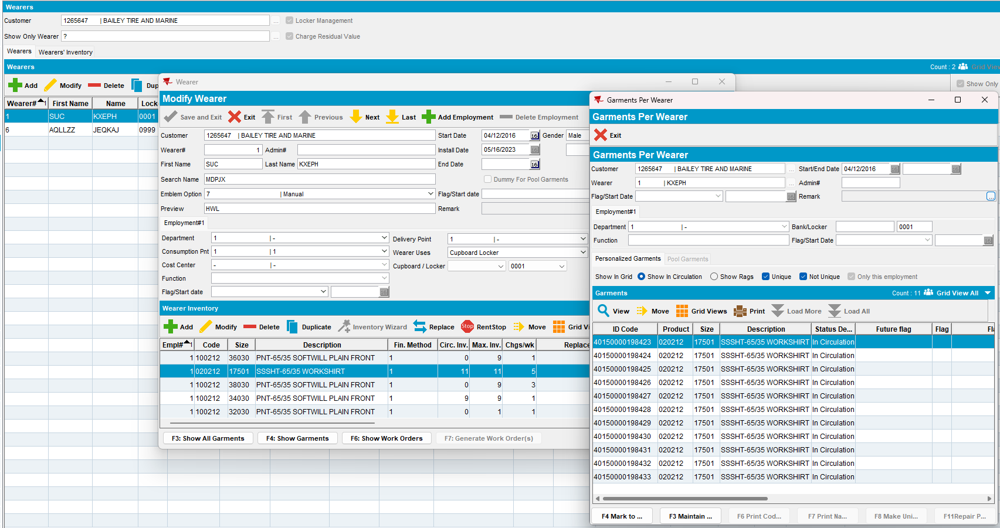 Wearers
Customer 1265647 | BAILEY TIRE AND MARINE ... Locker Management
Show Only Wearer ? ... Charge Residual Value
Wearers Wearers' Inventory
Wearers Count : 2 Grid View
Add Modify Delete Dup Show Only
Wearer# 1 First Name Name Lock
1 SUC KXEPH 0001
6 AQLLZZ JEQKAJ 0999
Wearer
Modify Wearer
Save and Exit Exit First Previous Next Last Add Employment Delete Employment
Customer 1265647 | BAILEY TIRE AND MARINE Start Date 04/12/2016 16 Gender Male
Wearer# 1 Admin# Install Date 05/16/2023 16
First Name SUC Last Name KXEPH End Date 16
Search Name MDPJX Dummy For Pool Garments
Emblem Option 7 | Manual Flag/Start date
Preview HWL Remark
Employment#1
Department 1 | - Delivery Point 1 | -
Consumption Pnt 1 | 1 Wearer Uses Cupboard Locker
Cost Center - | - Cupboard / Locker 0001
Function
Flag/Start date 16
Wearer Inventory
Add Modify Delete Duplicate Inventory Wizard Replace Stop RentStop Move Grid Vi
Empl# 1 Code Size Description Fin. Method Circ. Inv. Max. Inv. Chgs/wk Replace
1 100212 36030 PNT-65/35 SOFTWILL PLAIN FRONT 1 0 9 1
1 020212 17501 SSSHT-65/35 WORKSHIRT 1 11 11 5
1 100212 38030 PNT-65/35 SOFTWILL PLAIN FRONT 1 0 9 3
1 100212 34030 PNT-65/35 SOFTWILL PLAIN FRONT 1 9 9 1
1 100212 32030 PNT-65/35 SOFTWILL PLAIN FRONT 1 0 1 1
F3: Show All Garments F4: Show Garments F6: Show Work Orders F7: Generate Work Order(s)
Garments Per Wearer
Garments Per Wearer
Exit
Garments Per Wearer
Customer 1265647 | BAILEY TIRE AND MARINE ... Start/End Date 04/12/2016 16 16
Wearer 1 | KXEPH ... Admin#
Flag/Start Date 16 Remark ...
Employment#1
Department 1 | - Bank/Locker 0001
Function Flag/Start Date 16
Personalized Garments Pool Garments
Show In Grid Show In Circulation Show Rags Unique Not Unique Only this employment
Garments Count : 11 Grid View All
View Move Grid Views Print Load More Load All
ID Code Product Size Description Status De... Future flag Flag Fla
40150000198423 020212 17501 SSSHT-65/35 WORKSHIRT In Circulation
40150000198424 020212 17501 SSSHT-65/35 WORKSHIRT In Circulation
40150000198425 020212 17501 SSSHT-65/35 WORKSHIRT In Circulation
40150000198426 020212 17501 SSSHT-65/35 WORKSHIRT In Circulation
40150000198427 020212 17501 SSSHT-65/35 WORKSHIRT In Circulation
40150000198428 020212 17501 SSSHT-65/35 WORKSHIRT In Circulation
40150000198429 020212 17501 SSSHT-65/35 WORKSHIRT In Circulation
40150000198430 020212 17501 SSSHT-65/35 WORKSHIRT In Circulation
40150000198431 020212 17501 SSSHT-65/35 WORKSHIRT In Circulation
40150000198432 020212 17501 SSSHT-65/35 WORKSHIRT In Circulation
40150000198433 020212 17501 SSSHT-65/35 WORKSHIRT In Circulation
F4 Mark to ... F3 Maintain ... F6 Print Cod... F7 Print Na... F8 Make Uni... F11Repair P...